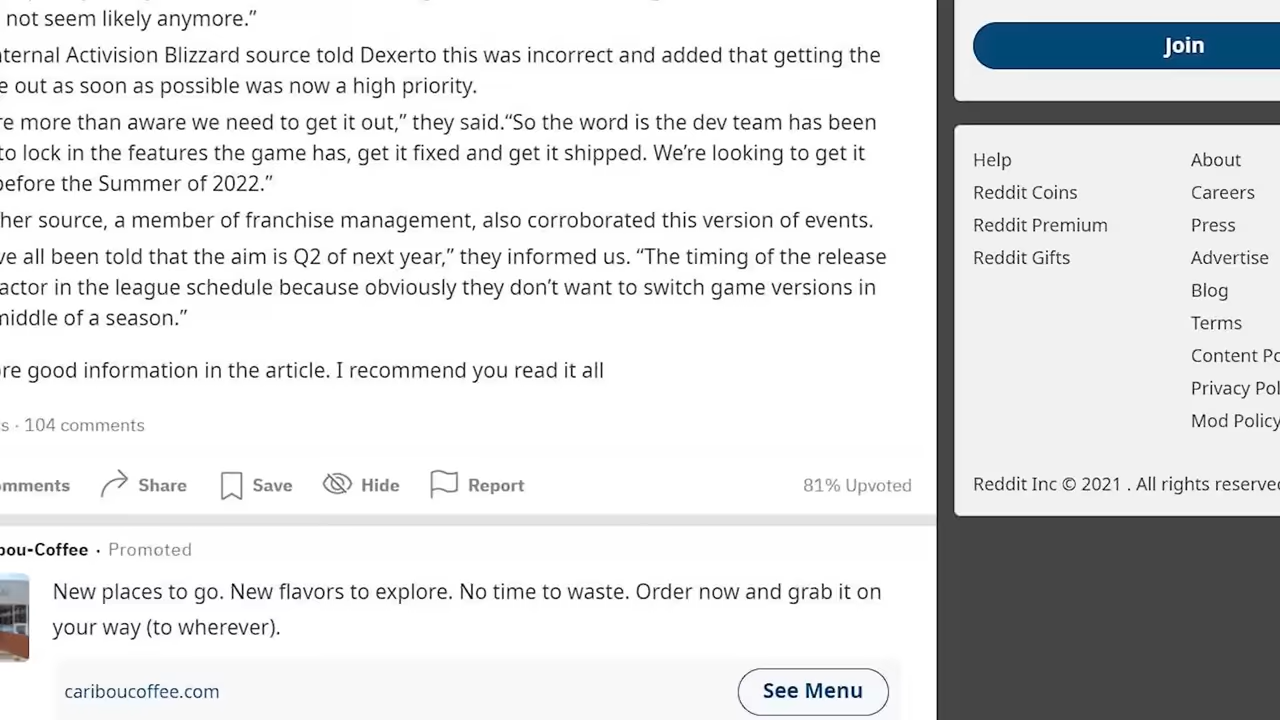 not seem likely anymore.”
nternal Activision Blizzard source told Dexerto this was incorrect and added that getting the
e out as soon as possible was now a high priority.
re more than aware we need to get it out,” they said.“So the word is the dev team has been
to lock in the features the game has, get it fixed and get it shipped. We’re looking to get it
before the Summer of 2022.”
her source, a member of franchise management, also corroborated this version of events.
ve all been told that the aim is Q2 of next year,” they informed us. “The timing of the release
actor in the league schedule because obviously they don’t want to switch game versions in
middle of a season.”
re good information in the article. I recommend you read it all
s · 104 comments
omments Share Save Hide Report 81% Upvoted
bou-Coffee · Promoted
New places to go. New flavors to explore. No time to waste. Order now and grab it on
your way (to wherever).
cariboucoffee.com See Menu
Join
Help About
Reddit Coins Careers
Reddit Premium Press
Reddit Gifts Advertise
Blog
Terms
Content Po
Privacy Pol
Mod Policy
Reddit Inc © 2021 . All rights reserved